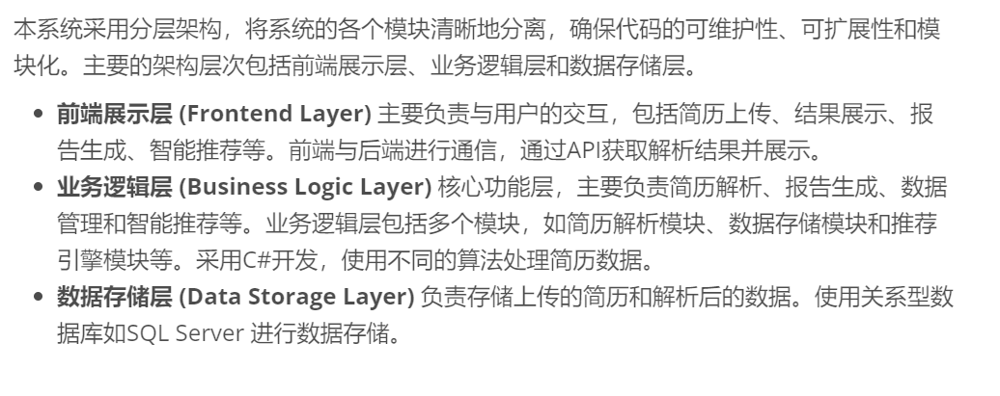 本系统采用分层架构，将系统的各个模块清晰地分离，确保代码的可维护性、可扩展性和模
块化。主要的架构层次包括前端展示层、业务逻辑层和数据存储层。
• 前端展示层 (Frontend Layer) 主要负责与用户的交互，包括简历上传、结果展示、报
告生成、智能推荐等。前端与后端进行通信，通过API获取解析结果并展示。
• 业务逻辑层 (Business Logic Layer) 核心功能层，主要负责简历解析、报告生成、数据
管理和智能推荐等。业务逻辑层包括多个模块，如简历解析模块、数据存储模块和推荐
引擎模块等。采用C#开发，使用不同的算法处理简历数据。
• 数据存储层 (Data Storage Layer) 负责存储上传的简历和解析后的数据。使用关系型数
据库如SQL Server 进行数据存储。